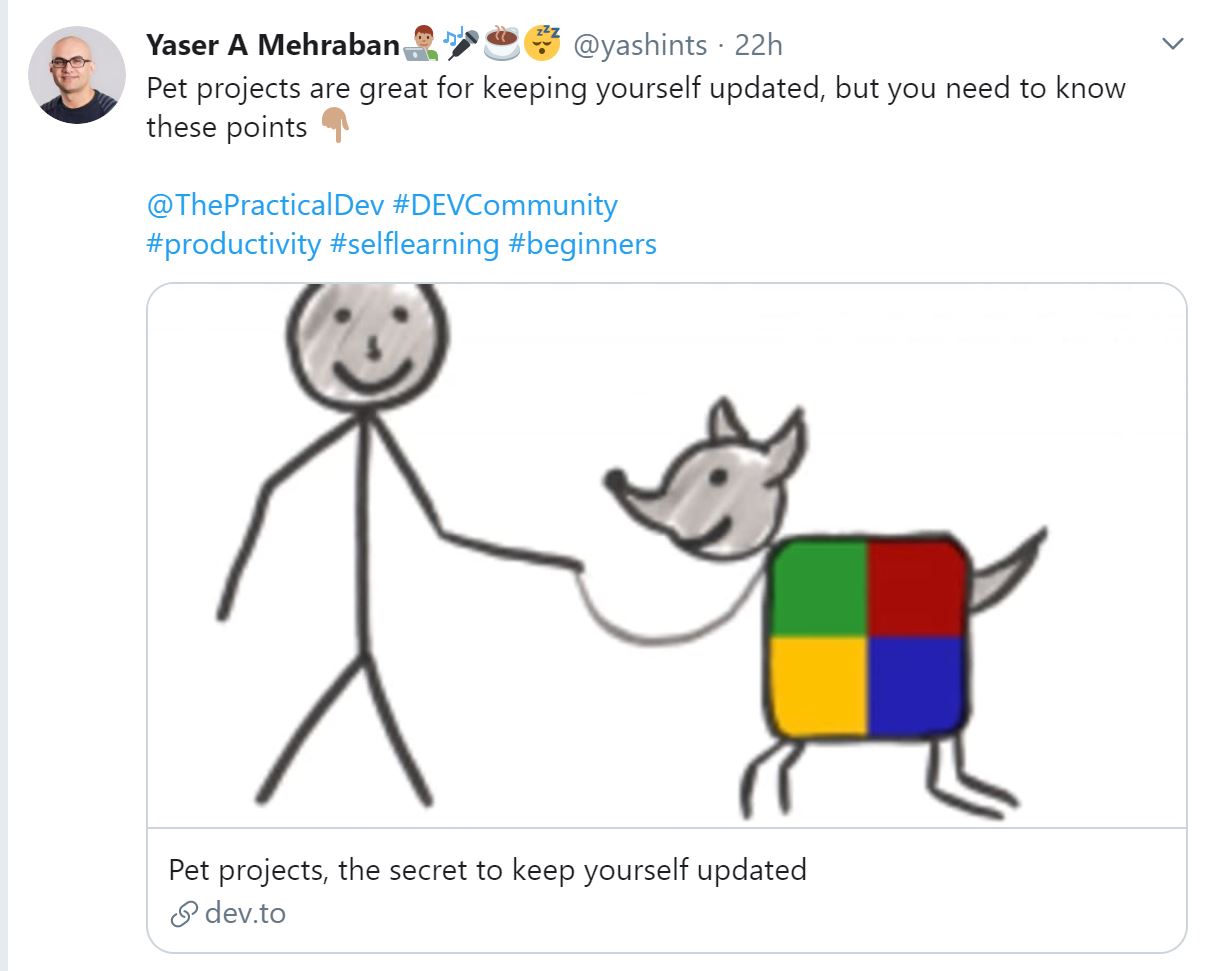 Yaser A Mehraban👨🏽‍💻🎤☕😴 @yashints · 22h
Pet projects are great for keeping yourself updated, but you need to know
these points 👇🏽
@ThePracticalDev #DEVCommunity
#productivity #selflearning #beginners
Pet projects, the secret to keep yourself updated
dev.to